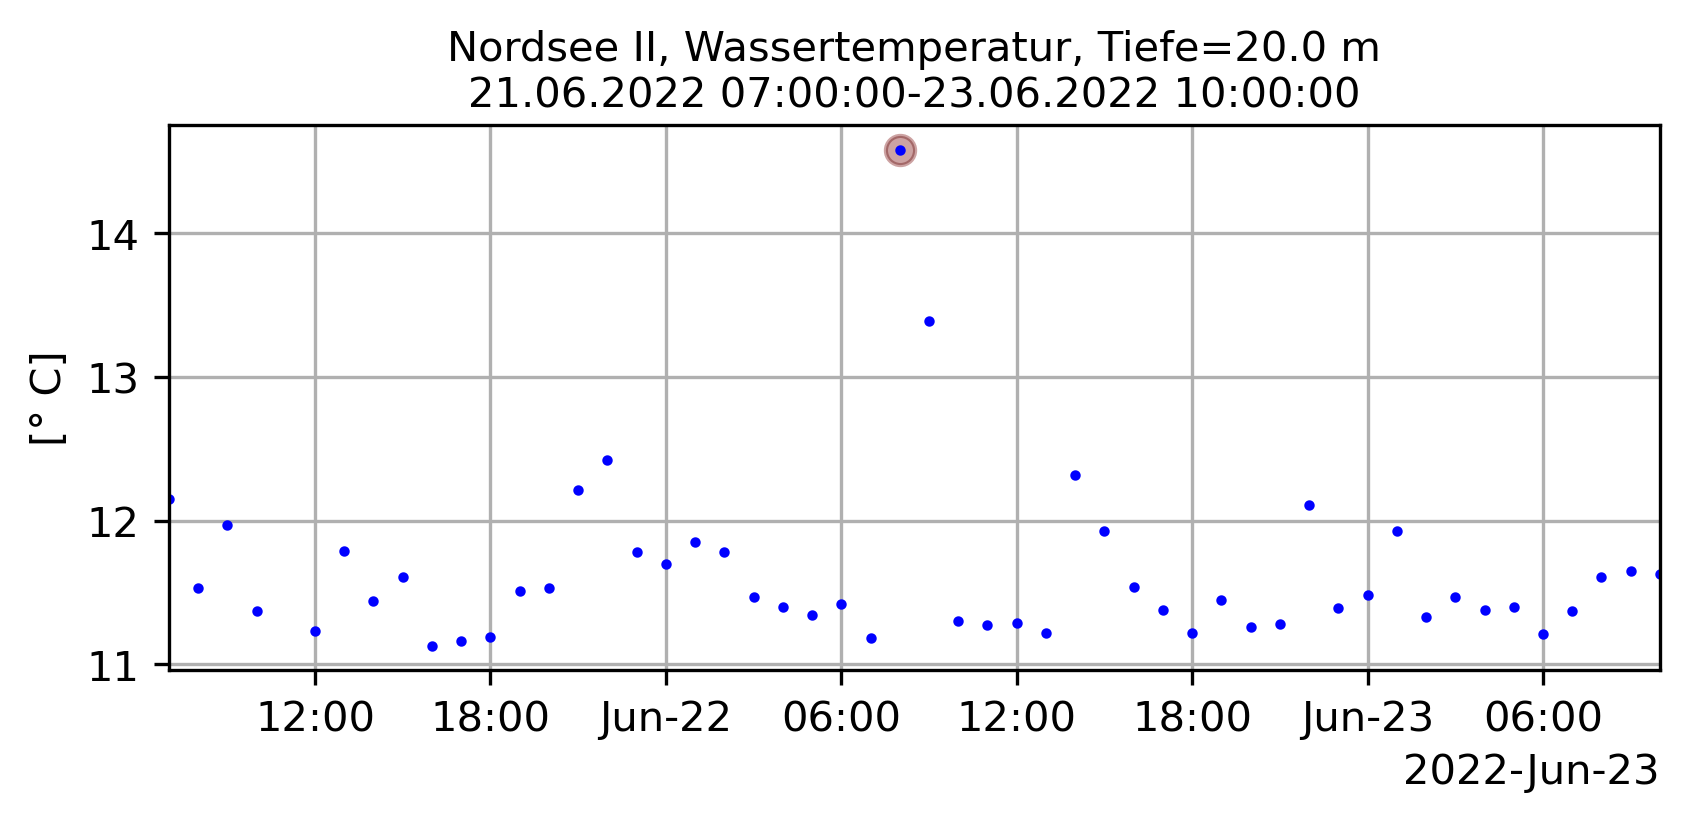 Nordsee II, Wassertemperatur, Tiefe=20.0 m
21.06.2022 07:00:00-23.06.2022 10:00:00
[° C]
14
13
12
11
12:00 18:00 Jun-22 06:00 12:00 18:00 Jun-23 06:00
2022-Jun-23